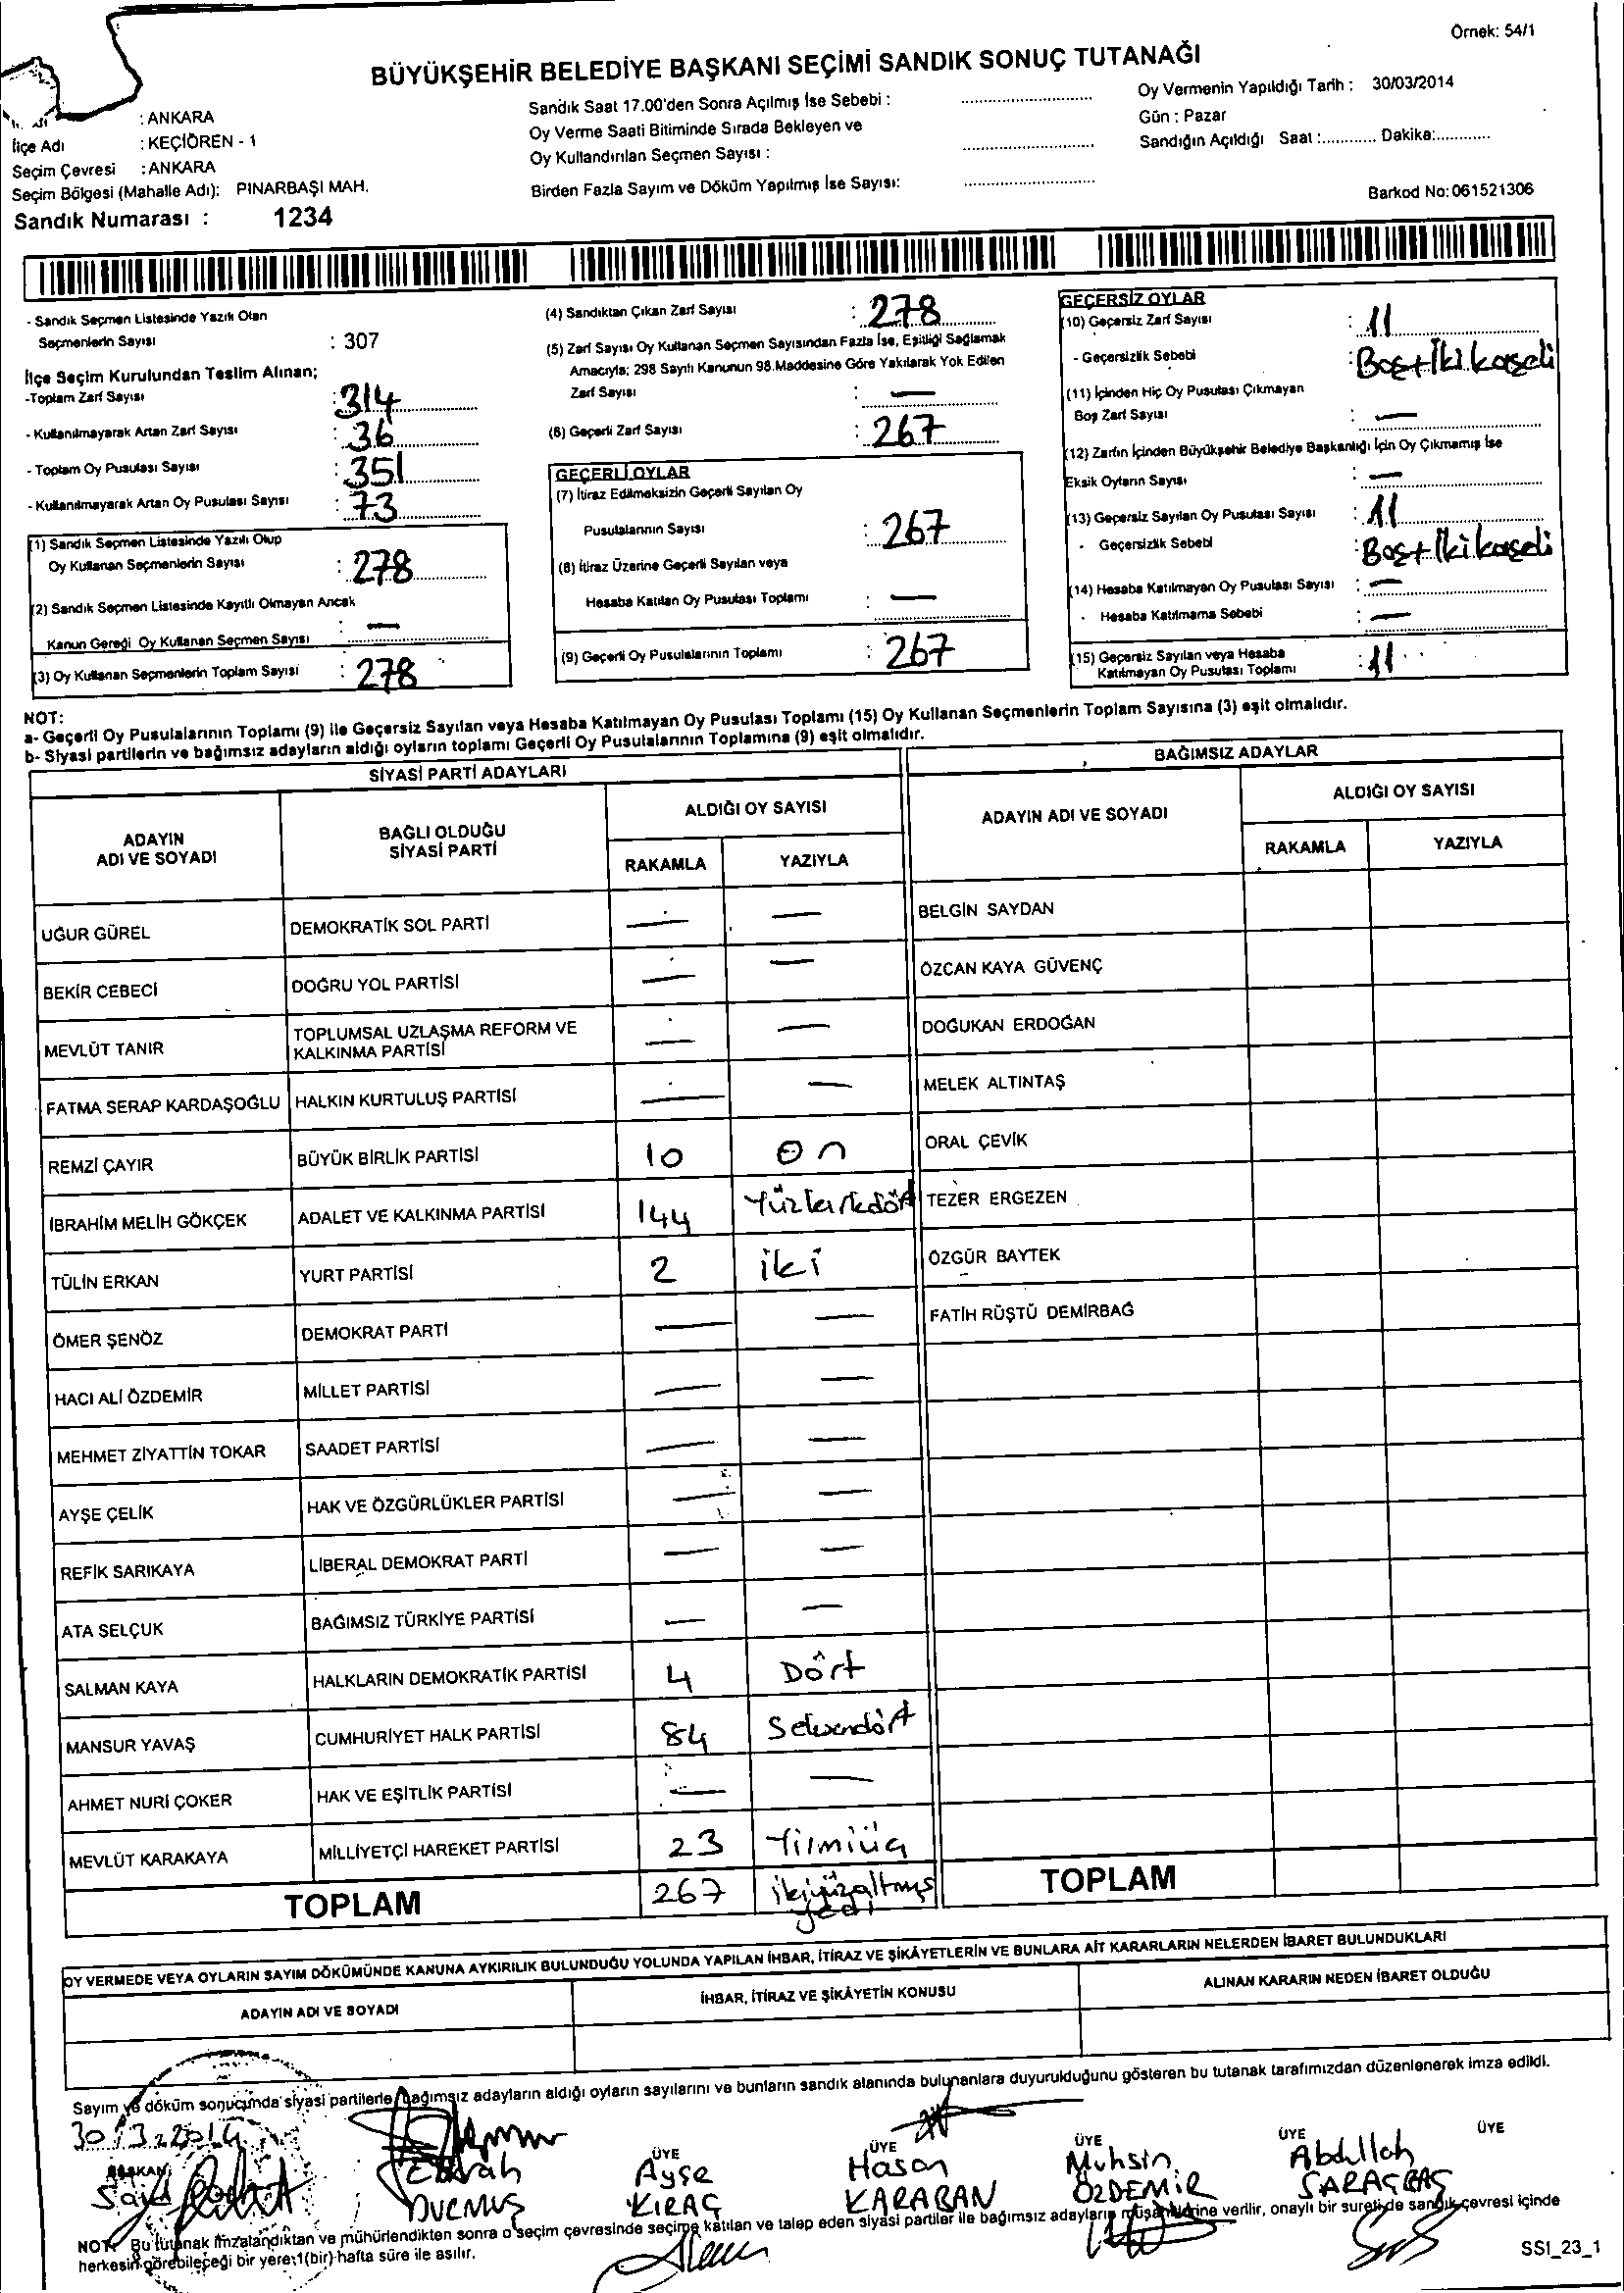 Örnek: 54/1
BÜYÜKŞEHİR BELEDİYE BAŞKANI SEÇİMİ SANDIK SONUÇ TUTANAĞI
: ANKARA
İlçe Adı : KEÇİÖREN - 1
Seçim Çevresi : ANKARA
Seçim Bölgesi (Mahalle Adı): PINARBAŞI MAH.
Sandık Numarası : 1234
Sandık Saat 17.00'den Sonra Açılmış İse Sebebi :
Oy Verme Saati Bitiminde Sırada Bekleyen ve
Oy Kullandırılan Seçmen Sayısı :
Birden Fazla Sayım ve Döküm Yapılmış İse Sayısı:
Oy Vermenin Yapıldığı Tarih : 30/03/2014
Gün : Pazar
Sandığın Açıldığı Saat :............ Dakika:............
Barkod No: 061521306
- Sandık Seçmen Listesinde Yazılı Olan
Seçmenlerin Sayısı : 307
İlçe Seçim Kurulundan Teslim Alınan;
-Toplam Zarf Sayısı : 314
- Kullanılmayarak Artan Zarf Sayısı : 36
- Toplam Oy Pusulası Sayısı : 351
- Kullanılmayarak Artan Oy Pusulası Sayısı : 73
(1) Sandık Seçmen Listesinde Yazılı Olup
Oy Kullanan Seçmenlerin Sayısı : 278
(2) Sandık Seçmen Listesinde Kayıtlı Olmayan Ancak
Kanun Gereği Oy Kullanan Seçmen Sayısı : —
(3) Oy Kullanan Seçmenlerin Toplam Sayısı : 278
(4) Sandıktan Çıkan Zarf Sayısı : 278
(5) Zarf Sayısı Oy Kullanan Seçmen Sayısından Fazla İse, Eşitliği Sağlamak
Amacıyla; 298 Sayılı Kanunun 98.Maddesine Göre Yakılarak Yok Edilen
Zarf Sayısı : —
(6) Geçerli Zarf Sayısı : 267
GEÇERLİ OYLAR
(7) İtiraz Edilmeksizin Geçerli Sayılan Oy
Pusulalarının Sayısı : 267
(8) İtiraz Üzerine Geçerli Sayılan veya
Hesaba Katılan Oy Pusulası Toplamı : —
(9) Geçerli Oy Pusulalarının Toplamı : 267
GEÇERSİZ OYLAR
(10) Geçersiz Zarf Sayısı : 11
- Geçersizlik Sebebi : Boş+İki kaşeli
(11) İçinden Hiç Oy Pusulası Çıkmayan
Boş Zarf Sayısı : —
(12) Zarfın İçinden Büyükşehir Belediye Başkanlığı İçin Oy Çıkmamış İse
Eksik Oyların Sayısı : —
(13) Geçersiz Sayılan Oy Pusulası Sayısı : 11
- Geçersizlik Sebebi : Boş+İki kaşeli
(14) Hesaba Katılmayan Oy Pusulası Sayısı : —
- Hesaba Katılmama Sebebi : —
(15) Geçersiz Sayılan veya Hesaba
Katılmayan Oy Pusulası Toplamı : 11
NOT:
a- Geçerli Oy Pusulalarının Toplamı (9) ile Geçersiz Sayılan veya Hesaba Katılmayan Oy Pusulası Toplamı (15) Oy Kullanan Seçmenlerin Toplam Sayısına (3) eşit olmalıdır.
b- Siyasi partilerin ve bağımsız adayların aldığı oyların toplamı Geçerli Oy Pusulalarının Toplamına (9) eşit olmalıdır.
SİYASİ PARTİ ADAYLARI
ADAYIN
ADI VE SOYADI
BAĞLI OLDUĞU
SİYASİ PARTİ
ALDIĞI OY SAYISI
RAKAMLA YAZIYLA
UĞUR GÜREL DEMOKRATİK SOL PARTİ — —
BEKİR CEBECİ DOĞRU YOL PARTİSİ — —
MEVLÜT TANIR TOPLUMSAL UZLAŞMA REFORM VE
KALKINMA PARTİSİ — —
FATMA SERAP KARDAŞOĞLU HALKIN KURTULUŞ PARTİSİ — —
REMZİ ÇAYIR BÜYÜK BİRLİK PARTİSİ 10 On
İBRAHİM MELİH GÖKÇEK ADALET VE KALKINMA PARTİSİ 144 Yüzkırkdört
TÜLİN ERKAN YURT PARTİSİ 2 iki
ÖMER ŞENÖZ DEMOKRAT PARTİ — —
HACI ALİ ÖZDEMİR MİLLET PARTİSİ — —
MEHMET ZİYATTİN TOKAR SAADET PARTİSİ — —
AYŞE ÇELİK HAK VE ÖZGÜRLÜKLER PARTİSİ — —
REFİK SARIKAYA LİBERAL DEMOKRAT PARTİ — —
ATA SELÇUK BAĞIMSIZ TÜRKİYE PARTİSİ — —
SALMAN KAYA HALKLARIN DEMOKRATİK PARTİSİ 4 Dört
MANSUR YAVAŞ CUMHURİYET HALK PARTİSİ 84 Seksendört
AHMET NURİ ÇOKER HAK VE EŞİTLİK PARTİSİ — —
MEVLÜT KARAKAYA MİLLİYETÇİ HAREKET PARTİSİ 23 Yirmiüç
TOPLAM 267 ikiyüzaltmış
yedi
BAĞIMSIZ ADAYLAR
ADAYIN ADI VE SOYADI
ALDIĞI OY SAYISI
RAKAMLA YAZIYLA
BELGİN SAYDAN
ÖZCAN KAYA GÜVENÇ
DOĞUKAN ERDOĞAN
MELEK ALTINTAŞ
ORAL ÇEVİK
TEZER ERGEZEN
ÖZGÜR BAYTEK
FATİH RÜŞTÜ DEMİRBAĞ
TOPLAM
OY VERMEDE VEYA OYLARIN SAYIM DÖKÜMÜNDE KANUNA AYKIRILIK BULUNDUĞU YOLUNDA YAPILAN İHBAR, İTİRAZ VE ŞİKÂYETLERİN VE BUNLARA AİT KARARLARIN NELERDEN İBARET BULUNDUKLARI
ADAYIN ADI VE SOYADI
İHBAR, İTİRAZ VE ŞİKÂYETİN KONUSU
ALINAN KARARIN NEDEN İBARET OLDUĞU
Sayım ve döküm sonucunda siyasi partilerle bağımsız adayların aldığı oyların sayılarını ve bunların sandık alanında bulunanlara duyurulduğunu gösteren bu tutanak tarafımızdan düzenlenerek imza edildi.
30/3/2014
BAŞKAN ÜYE ÜYE ÜYE ÜYE ÜYE
Ayşe Hasan Muhsin Abdullah
DURMUŞ KIRAÇ KARABAN ÖZDEMİR SARAÇBAŞ
NOT: Bu tutanak imzalandıktan ve mühürlendikten sonra o seçim çevresinde seçime katılan ve talep eden siyasi partiler ile bağımsız adayların müşahitlerine verilir, onaylı bir sureti de sandık çevresi içinde
herkesin görebileceği bir yere 1(bir) hafta süre ile asılır.
SSI_23_1